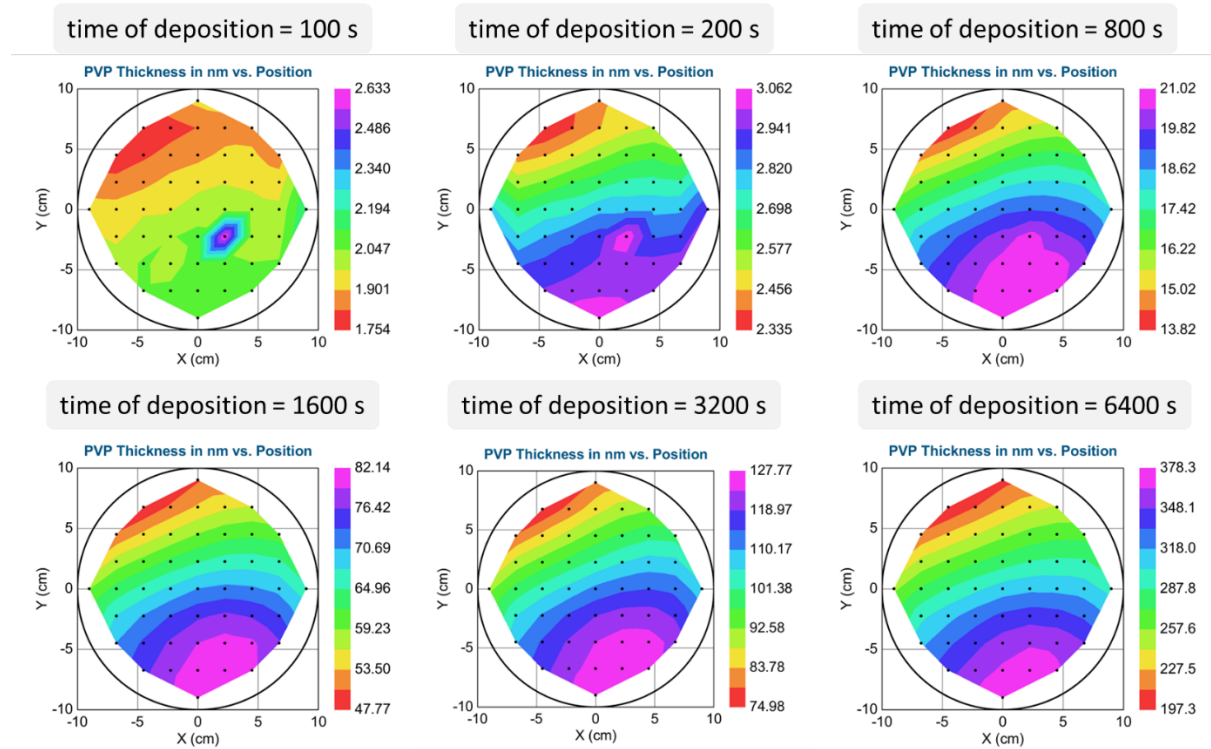 time of deposition = 100 s
PVP Thickness in nm vs. Position
10
5
0
-5
-10
Y (cm)
-10 -5 0 5 10
X (cm)
2.633
2.486
2.340
2.194
2.047
1.901
1.754
time of deposition = 200 s
PVP Thickness in nm vs. Position
10
5
0
-5
-10
Y (cm)
-10 -5 0 5 10
X (cm)
3.062
2.941
2.820
2.698
2.577
2.456
2.335
time of deposition = 800 s
PVP Thickness in nm vs. Position
10
5
0
-5
-10
Y (cm)
-10 -5 0 5 10
X (cm)
21.02
19.82
18.62
17.42
16.22
15.02
13.82
time of deposition = 1600 s
PVP Thickness in nm vs. Position
10
5
0
-5
-10
Y (cm)
-10 -5 0 5 10
X (cm)
82.14
76.42
70.69
64.96
59.23
53.50
47.77
time of deposition = 3200 s
PVP Thickness in nm vs. Position
10
5
0
-5
-10
Y (cm)
-10 -5 0 5 10
X (cm)
127.77
118.97
110.17
101.38
92.58
83.78
74.98
time of deposition = 6400 s
PVP Thickness in nm vs. Position
10
5
0
-5
-10
Y (cm)
-10 -5 0 5 10
X (cm)
378.3
348.1
318.0
287.8
257.6
227.5
197.3